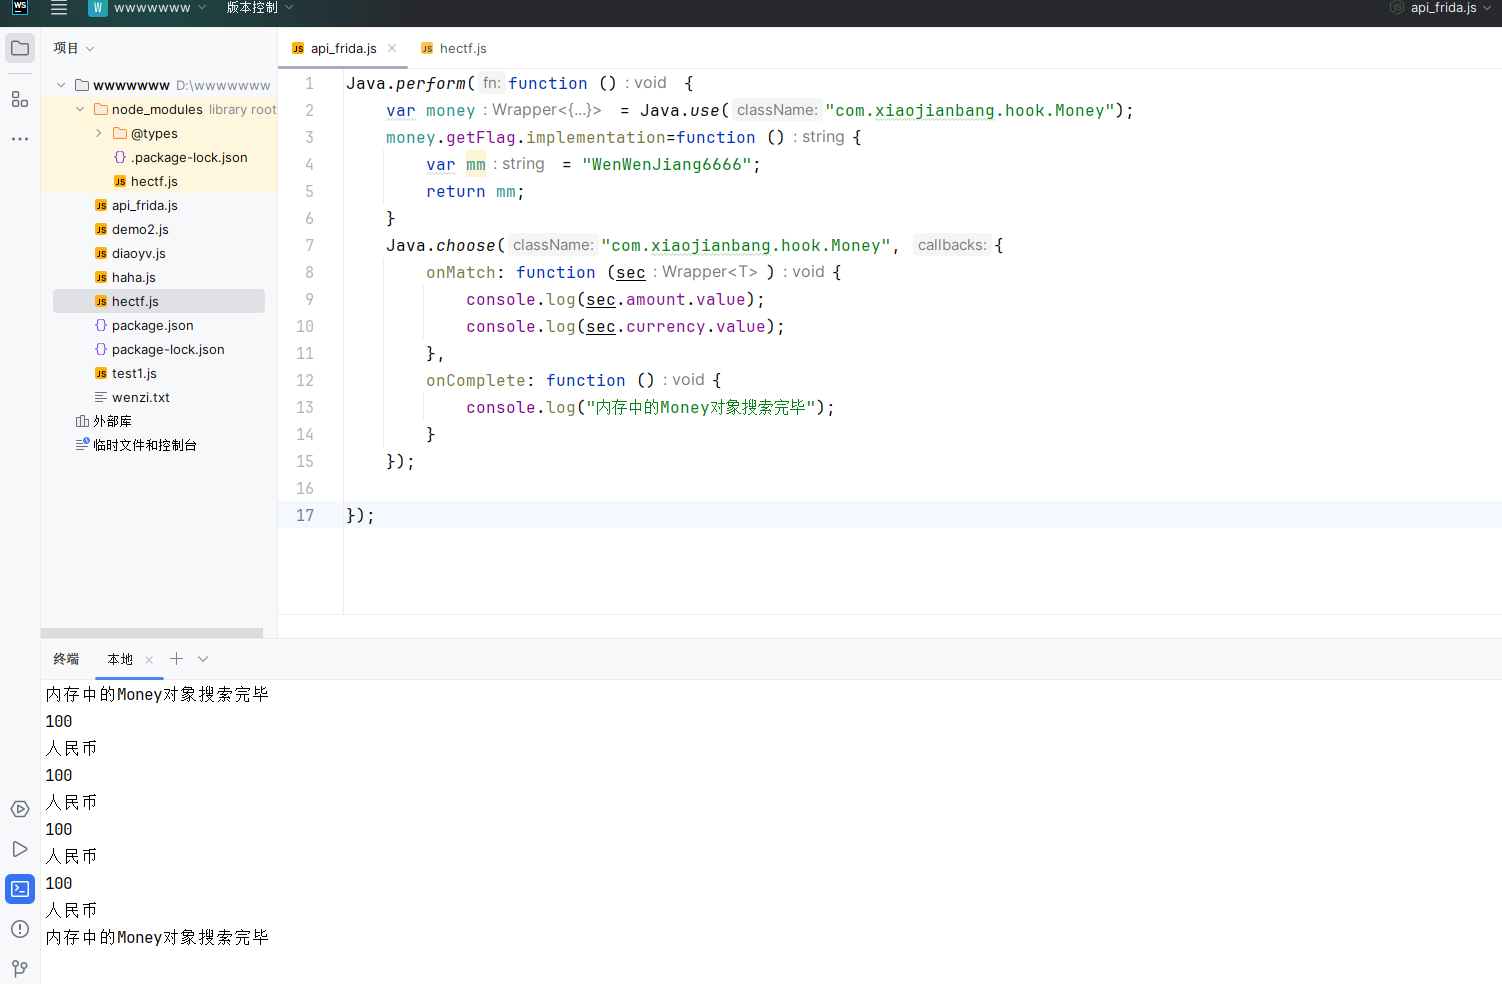 WS
W wwwwwww 版本控制 api_frida.js
项目
api_frida.js × hectf.js
wwwwwww D:\wwwwwww
node_modules library root
@types
.package-lock.json
hectf.js
api_frida.js
demo2.js
diaoyv.js
haha.js
hectf.js
package.json
package-lock.json
test1.js
wenzi.txt
外部库
临时文件和控制台
1 Java.perform( fn: function () : void {
2 var money : Wrapper<{...}> = Java.use( className: "com.xiaojianbang.hook.Money");
3 money.getFlag.implementation=function () : string {
4 var mm : string = "WenWenJiang6666";
5 return mm;
6 }
7 Java.choose( className: "com.xiaojianbang.hook.Money", callbacks: {
8 onMatch: function (sec : Wrapper<T> ) : void {
9 console.log(sec.amount.value);
10 console.log(sec.currency.value);
11 },
12 onComplete: function () : void {
13 console.log("内存中的Money对象搜索完毕");
14 }
15 });
16
17 });
终端 本地 ×
内存中的Money对象搜索完毕
100
人民币
100
人民币
100
人民币
100
人民币
内存中的Money对象搜索完毕